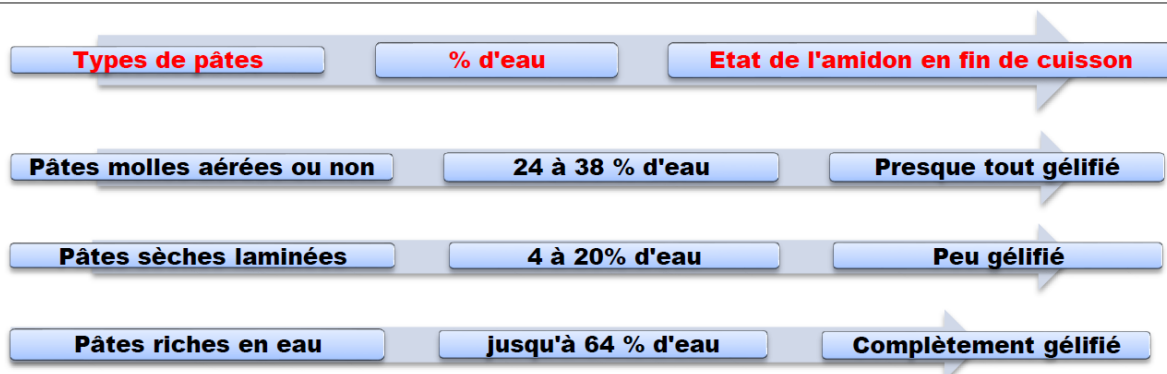 Types de pâtes % d'eau Etat de l'amidon en fin de cuisson
Pâtes molles aérées ou non 24 à 38 % d'eau Presque tout gélifié
Pâtes sèches laminées 4 à 20% d'eau Peu gélifié
Pâtes riches en eau jusqu'à 64 % d'eau Complètement gélifié